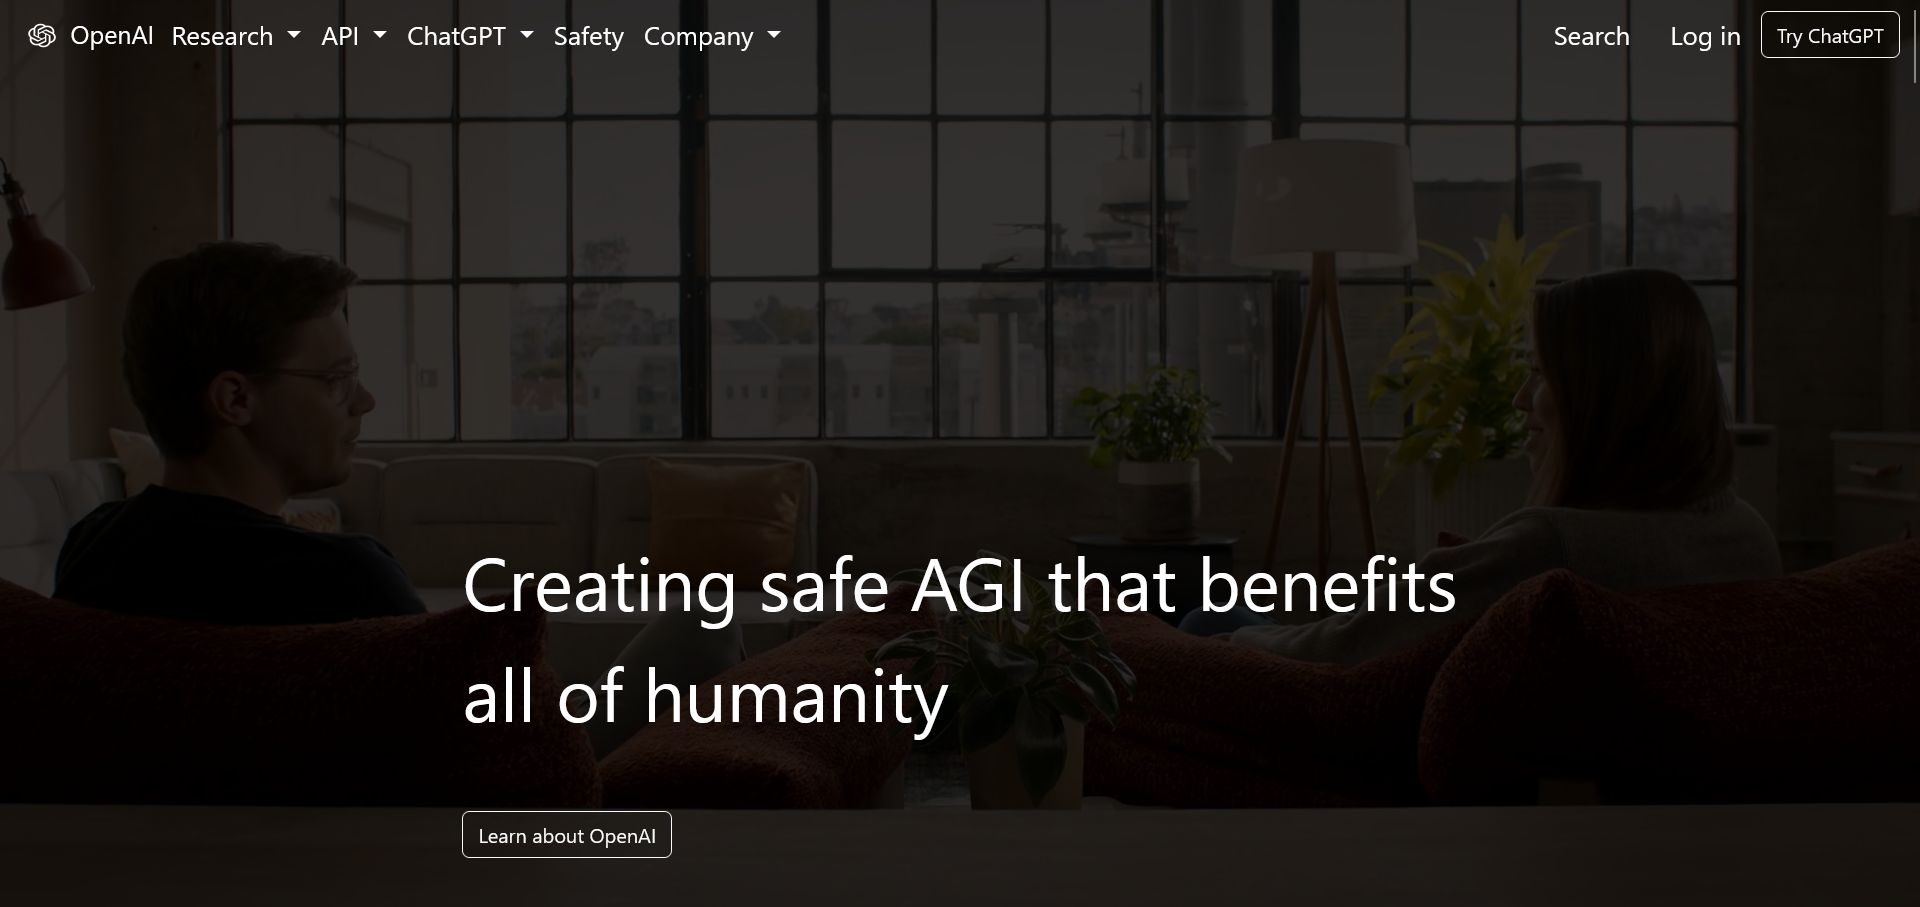 OpenAI Research API ChatGPT Safety Company Search Log in Try ChatGPT
Creating safe AGI that benefits
all of humanity
Learn about OpenAI